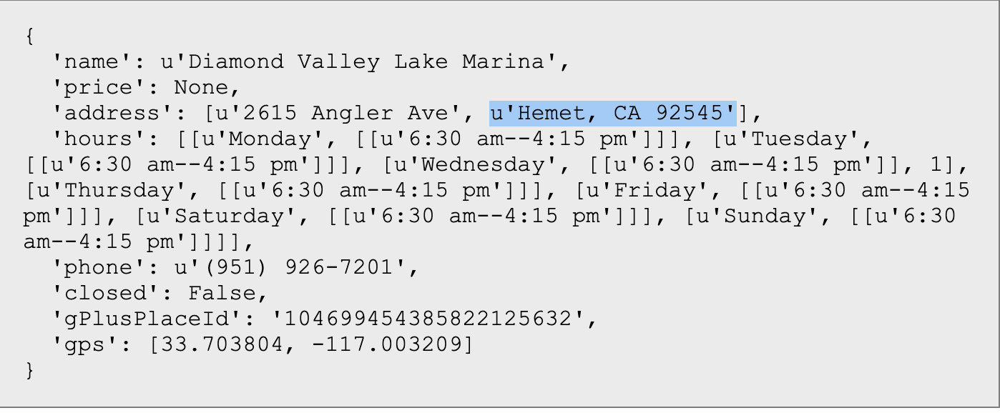 {
'name': u'Diamond Valley Lake Marina',
'price': None,
'address': [u'2615 Angler Ave', u'Hemet, CA 92545'],
'hours': [[u'Monday', [[u'6:30 am--4:15 pm']]], [u'Tuesday',
[[u'6:30 am--4:15 pm']]], [u'Wednesday', [[u'6:30 am--4:15 pm']], 1],
[u'Thursday', [[u'6:30 am--4:15 pm']]], [u'Friday', [[u'6:30 am--4:15
pm']]], [u'Saturday', [[u'6:30 am--4:15 pm']]], [u'Sunday', [[u'6:30
am--4:15 pm']]]],
'phone': u'(951) 926-7201',
'closed': False,
'gPlusPlaceId': '104699454385822125632',
'gps': [33.703804, -117.003209]
}